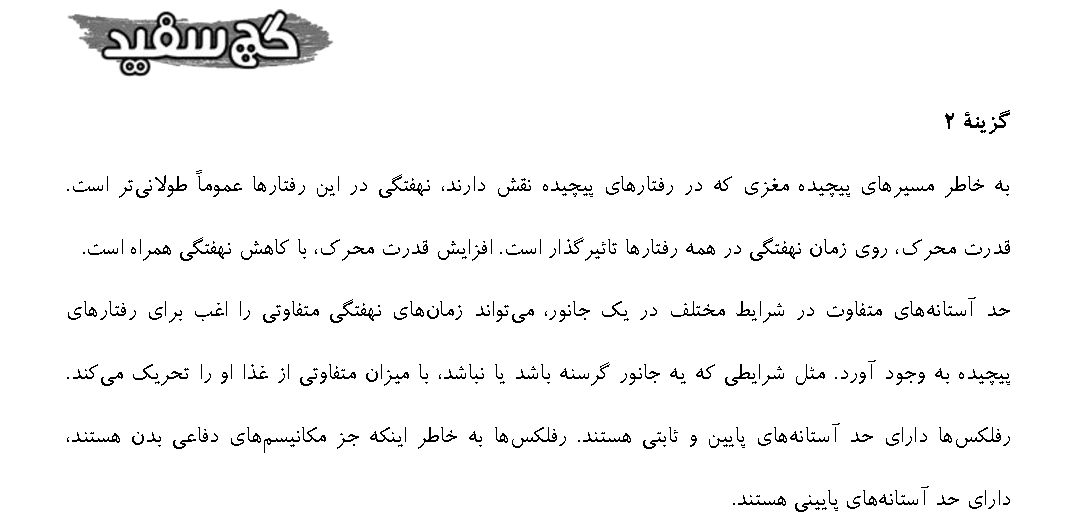 گچ سفید
گزینهٔ ۲
به خاطر مسیرهای پیچیده مغزی که در رفتارهای پیچیده نقش دارند، نهفتگی در این رفتارها عموماً طولانی‌تر است.
قدرت محرک، روی زمان نهفتگی در همه رفتارها تاثیرگذار است. افزایش قدرت محرک، با کاهش نهفتگی همراه است.
حد آستانه‌های متفاوت در شرایط مختلف در یک جانور، می‌تواند زمان‌های نهفتگی متفاوتی را اغب برای رفتارهای
پیچیده به وجود آورد. مثل شرایطی که یه جانور گرسنه باشد یا نباشد، با میزان متفاوتی از غذا او را تحریک می‌کند.
رفلکس‌ها دارای حد آستانه‌های پایین و ثابتی هستند. رفلکس‌ها به خاطر اینکه جز مکانیسم‌های دفاعی بدن هستند،
دارای حد آستانه‌های پایینی هستند.